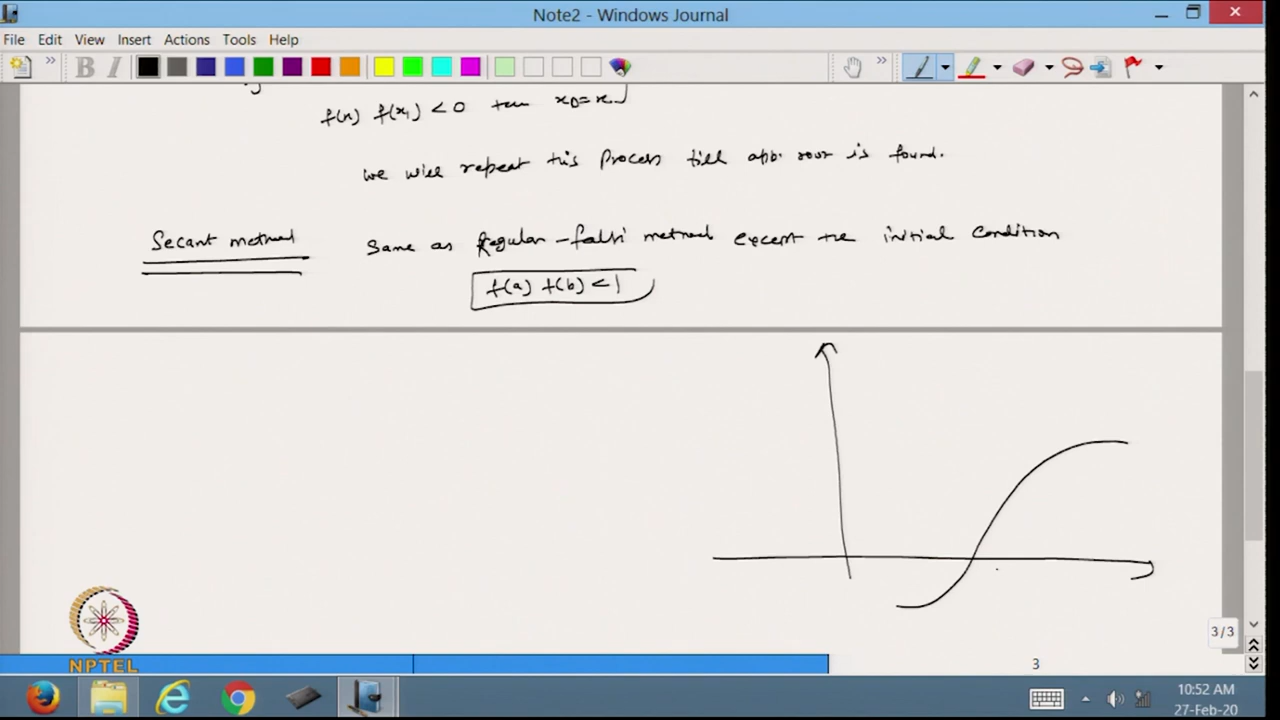 Note2 - Windows Journal
File Edit View Insert Actions Tools Help
f(x) f(x1) < 0 then x0 = x
we will repeat this process till app. root is found.
Secant method Same as Regular-falsi method except the initial condition
f(a) f(b) < 1
3/3
NPTEL
3
10:52 AM
27-Feb-20